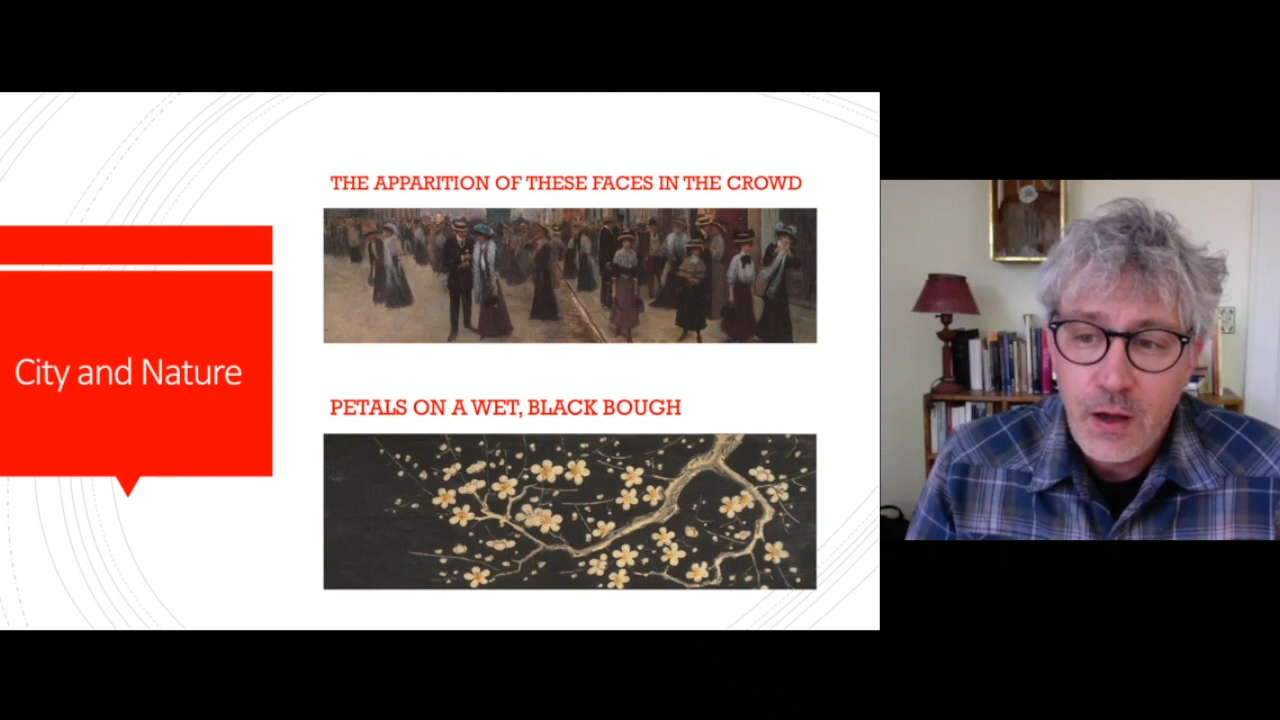 THE APPARITION OF THESE FACES IN THE CROWD
City and Nature
PETALS ON A WET, BLACK BOUGH